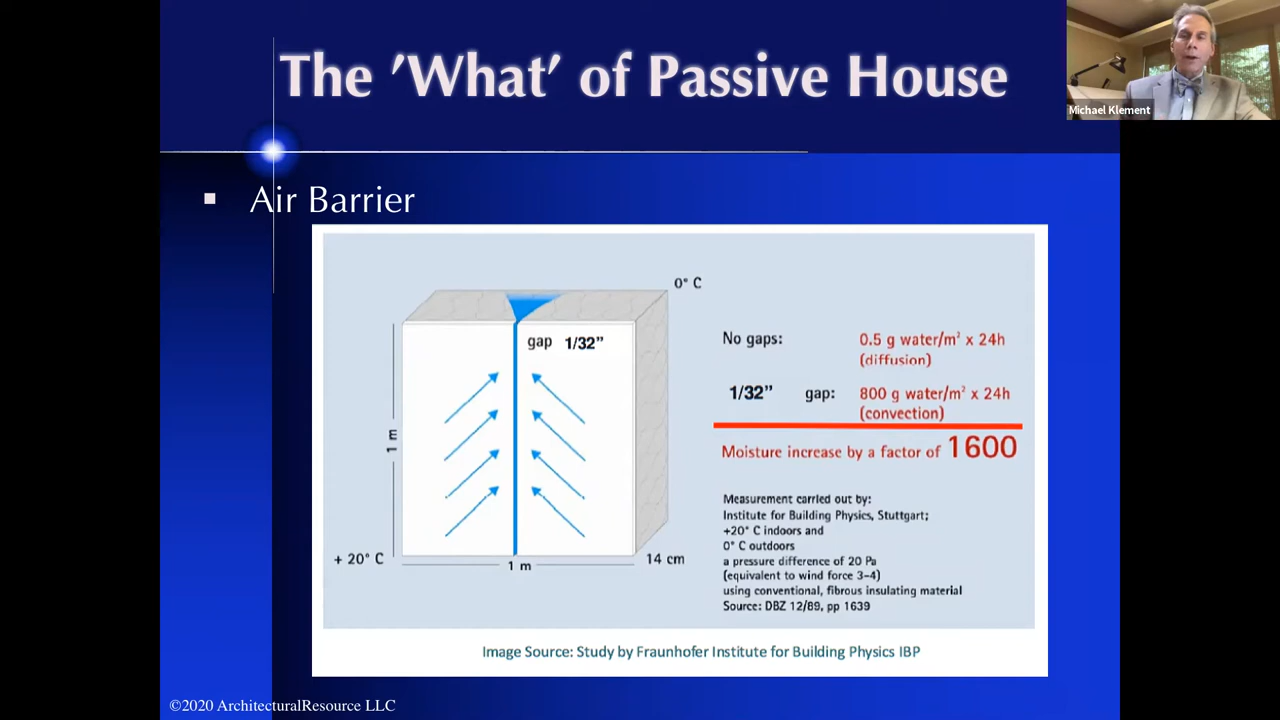 The ’What’ of Passive House
Michael Klement
▪ Air Barrier
0° C
gap 1/32”
1 m
+ 20° C
1 m
14 cm
No gaps: 0.5 g water/m² x 24h
(diffusion)
1/32” gap: 800 g water/m² x 24h
(convection)
Moisture increase by a factor of 1600
Measurement carried out by:
Institute for Building Physics, Stuttgart;
+20° C indoors and
0° C outdoors
a pressure difference of 20 Pa
(equivalent to wind force 3-4)
using conventional, fibrous insulating material
Source: DBZ 12/89, pp 1639
Image Source: Study by Fraunhofer Institute for Building Physics IBP
©2020 ArchitecturalResource LLC